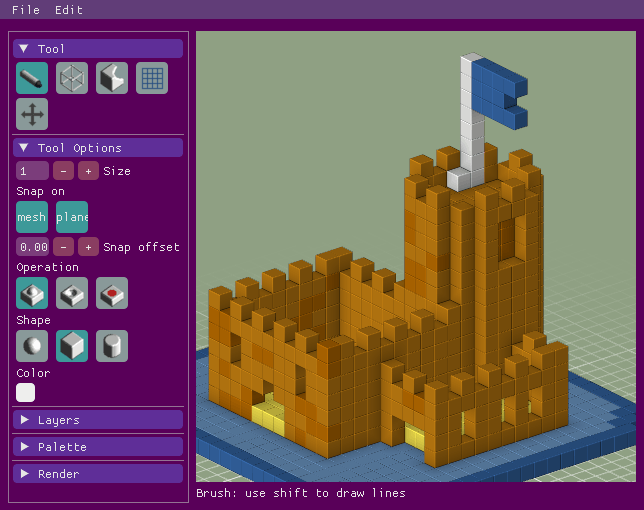 File Edit
Tool
Tool Options
1 - + Size
Snap on
mesh plane
0.00 - + Snap offset
Operation
Shape
Color
Layers
Palette
Render
Brush: use shift to draw lines